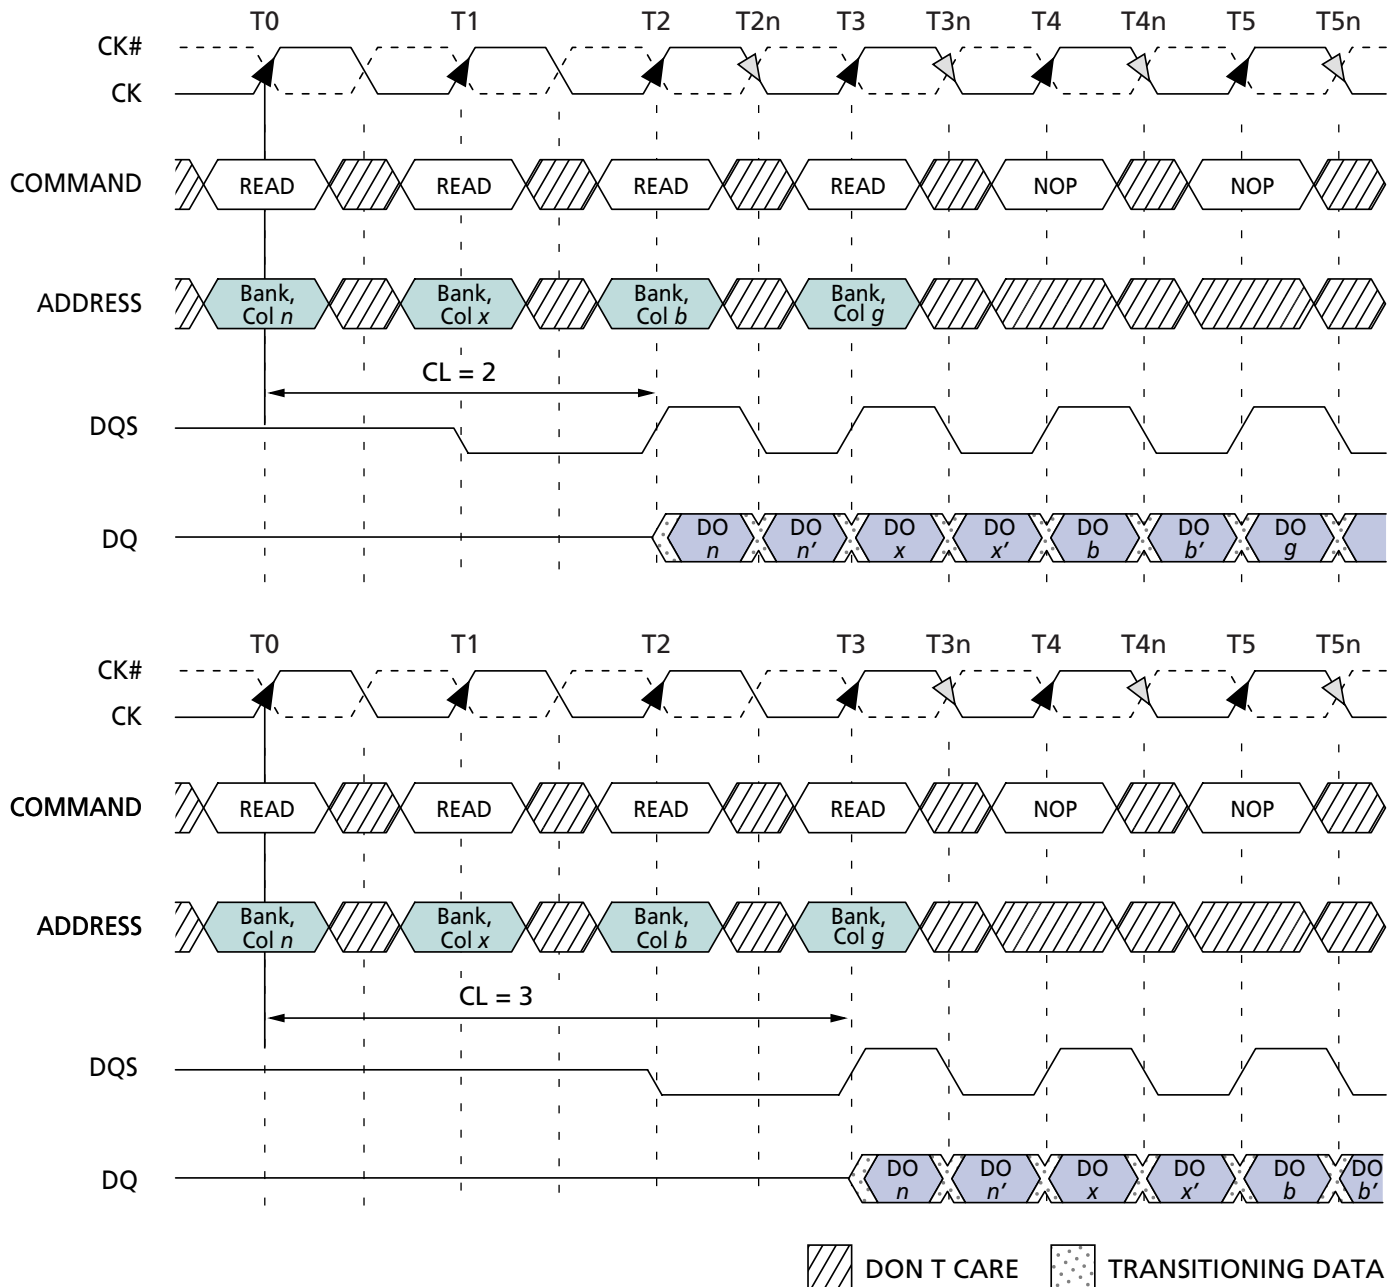 T0 T1 T2 T2n T3 T3n T4 T4n T5 T5n
CK#
CK
COMMAND READ READ READ READ NOP NOP
ADDRESS Bank, Col n Bank, Col x Bank, Col b Bank, Col g
CL = 2
DQS
DQ DO n DO n′ DO x DO x′ DO b DO b′ DO g
T0 T1 T2 T3 T3n T4 T4n T5 T5n
CK#
CK
COMMAND READ READ READ READ NOP NOP
ADDRESS Bank, Col n Bank, Col x Bank, Col b Bank, Col g
CL = 3
DQS
DQ DO n DO n′ DO x DO x′ DO b DO b′
DON T CARE TRANSITIONING DATA